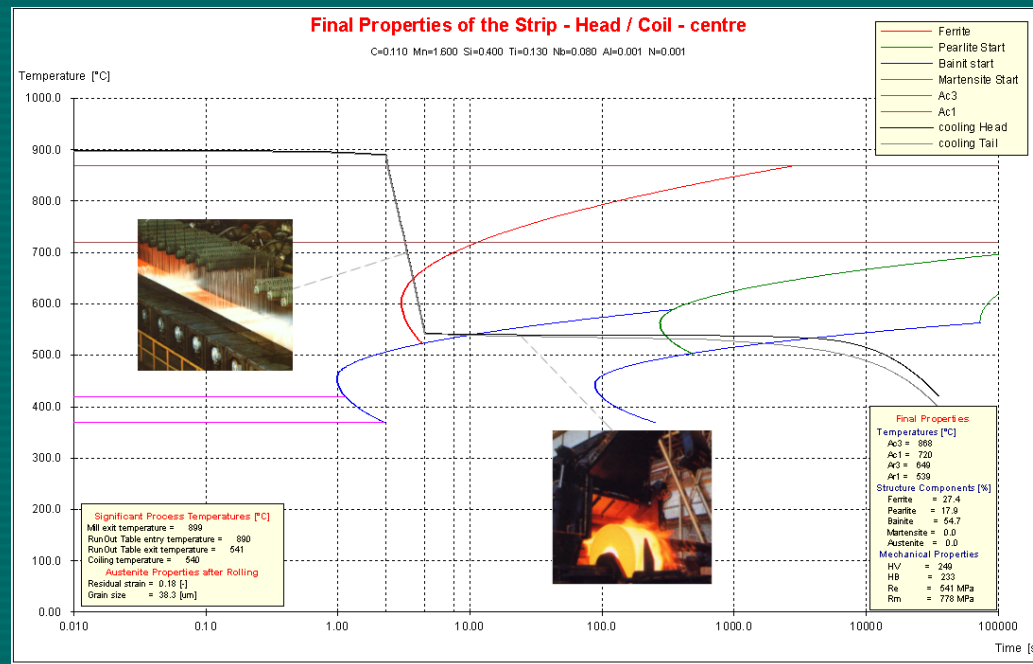 Final Properties of the Strip - Head / Coil - centre
C=0.110 Mn=1.600 Si=0.400 Ti=0.130 Nb=0.060 Al=0.001 N=0.001
Ferrite
Pearlite Start
Bainit start
Martensite Start
Ac3
Ac1
cooling Head
cooling Tail
Temperature [°C]
1000.0
900.0
800.0
700.0
600.0
500.0
400.0
300.0
200.0
100.0
0.00
Significant Process Temperatures [°C]
Mill exit temperature = 899
RunOut Table entry temperature = 890
RunOut Table exit temperature = 541
Coiling temperature = 540
Austenite Properties after Rolling
Residual strain = 0.18 [-]
Grain size = 38.3 [um]
Final Properties
Temperatures [°C]
Ac3 = 868
Ac1 = 720
Ar3 = 649
Ar1 = 539
Structure Components [%]
Ferrite = 27.4
Pearlite = 17.9
Bainite = 54.7
Martensite = 0.0
Austenite = 0.0
Mechanical Properties
HV = 249
HB = 233
Re = 541 MPa
Rm = 778 MPa
0.010 0.10 1.00 10.00 100.0 1000.0 10000 100000
Time [s